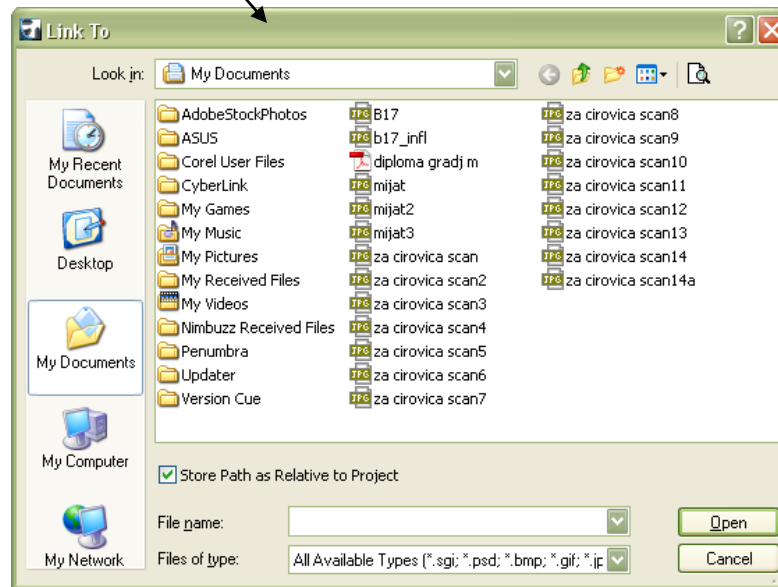 Link To
Look in:
My Documents
My Recent
Documents
Desktop
My Documents
My Computer
My Network
AdobeStockPhotos
ASUS
Corel User Files
CyberLink
My Games
My Music
My Pictures
My Received Files
My Videos
Nimbuzz Received Files
Penumbra
Updater
Version Cue
B17
b17_infl
diploma gradj m
mijat
mijat2
mijat3
za cirovica scan
za cirovica scan2
za cirovica scan3
za cirovica scan4
za cirovica scan5
za cirovica scan6
za cirovica scan7
za cirovica scan8
za cirovica scan9
za cirovica scan10
za cirovica scan11
za cirovica scan12
za cirovica scan13
za cirovica scan14
za cirovica scan14a
Store Path as Relative to Project
File name:
Open
Files of type:
All Available Types (*.sgi; *.psd; *.bmp; *.gif; *.jp
Cancel